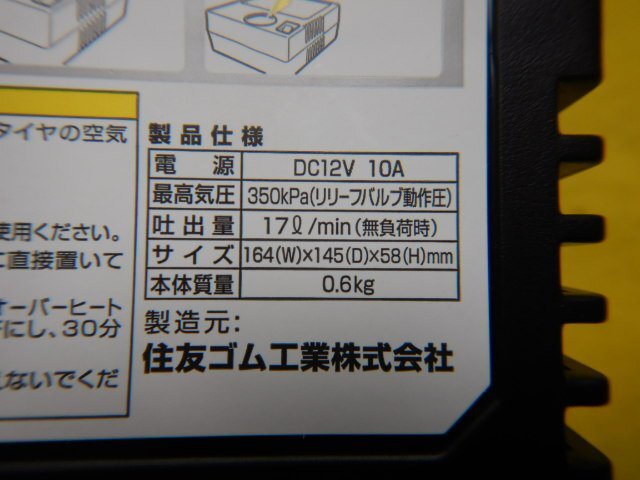 タイヤの空気
使用ください。
に直接置いて
オーバーヒート
にし、30分
えないでくだ
製品仕様
電源 DC12V 10A
最高気圧 350kPa(リリーフバルブ動作圧)
吐出量 17ℓ/min(無負荷時)
サイズ 164(W)×145(D)×58(H)mm
本体質量 0.6kg
製造元:
住友ゴム工業株式会社